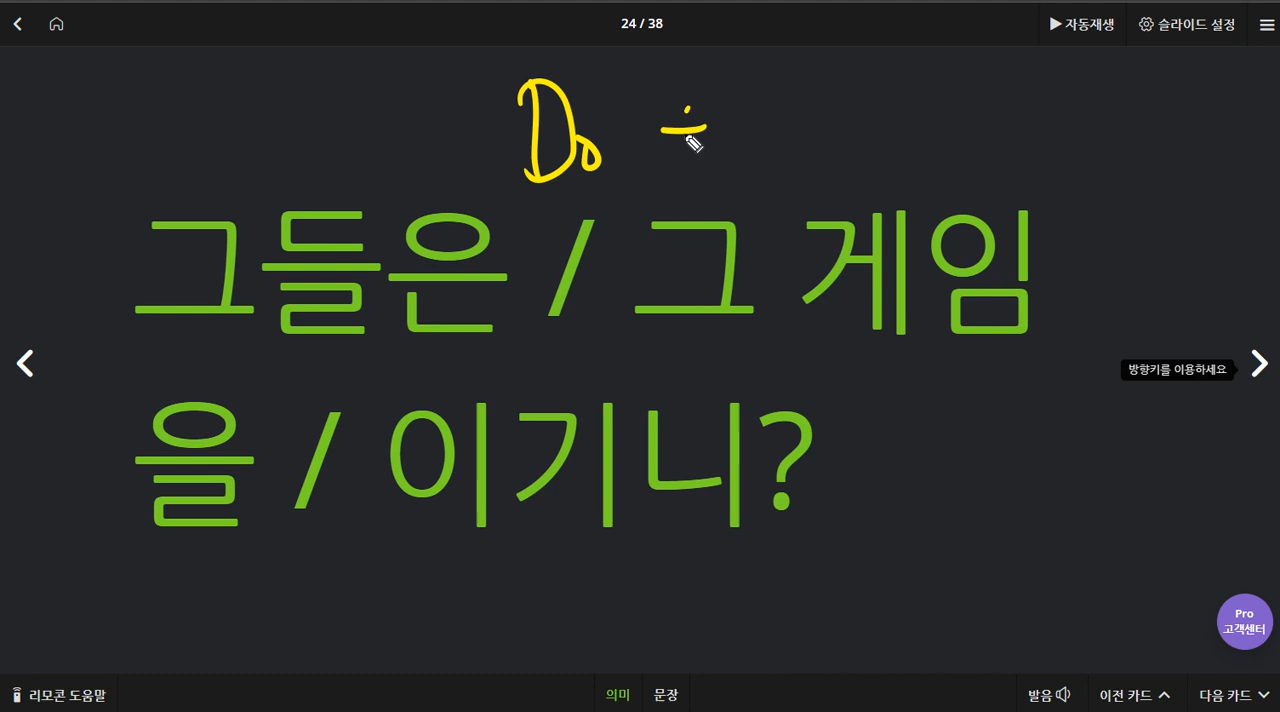 24 / 38
자동재생
슬라이드 설정
Do
그들은 / 그 게임
을 / 이기니?
방향키를 이용하세요
Pro
고객센터
리모콘 도움말
의미
문장
발음
이전 카드
다음 카드